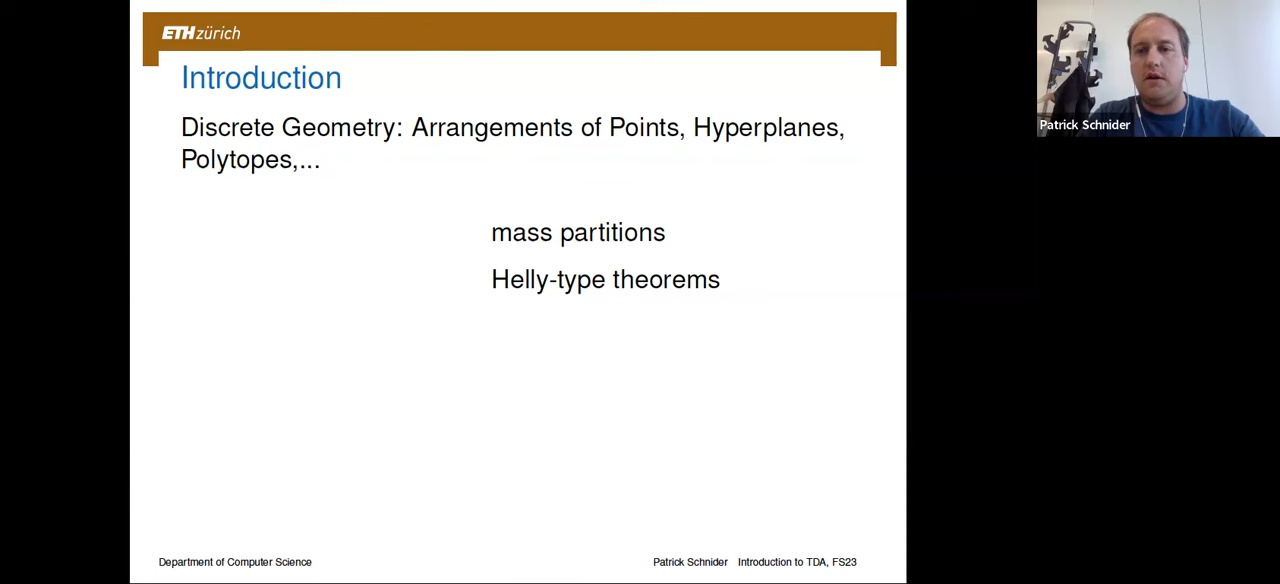 ETH zürich
Introduction
Discrete Geometry: Arrangements of Points, Hyperplanes,
Polytopes,...
mass partitions
Helly-type theorems
Department of Computer Science
Patrick Schnider Introduction to TDA, FS23
Patrick Schnider